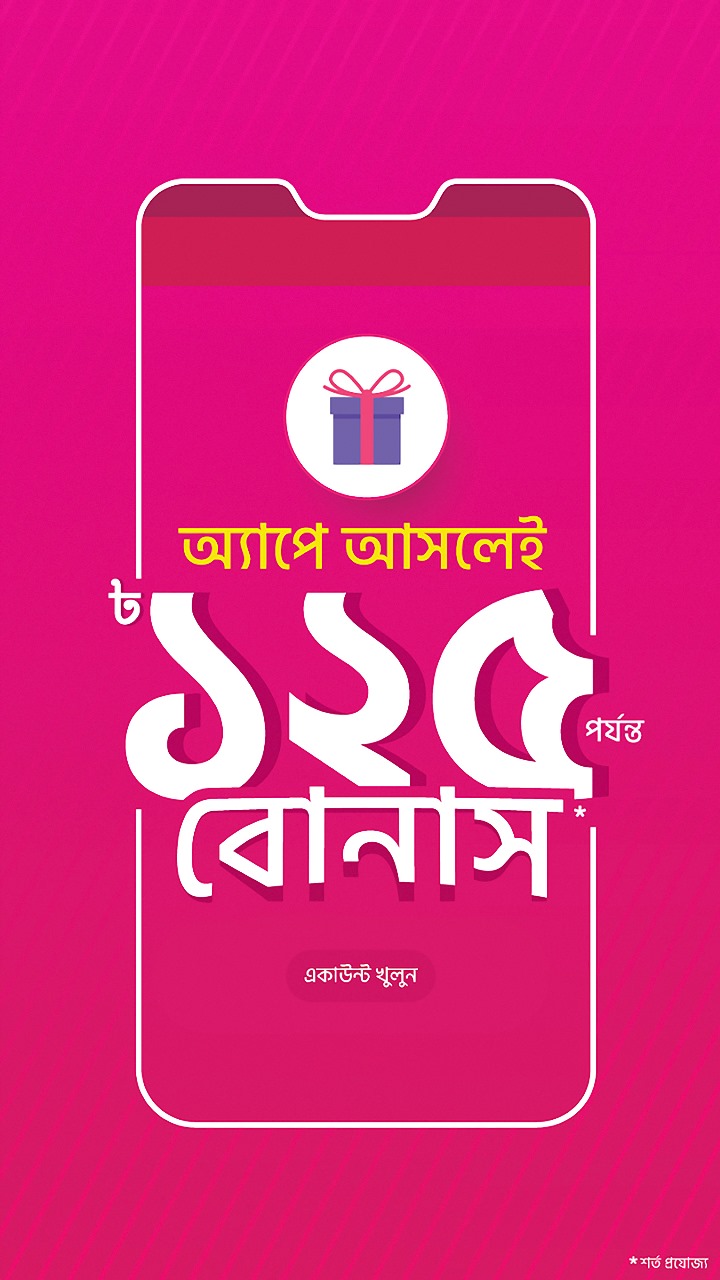 অ্যাপে আসলেই
৳১২৫
পর্যন্ত
বোনাস*
একাউন্ট খুলুন
* শর্ত প্রযোজ্য